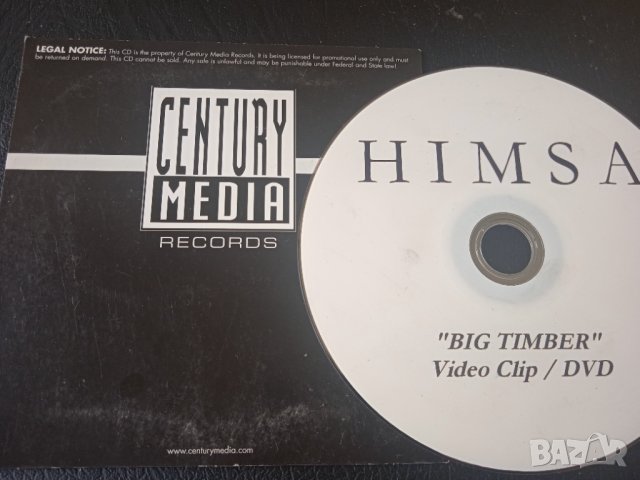 LEGAL NOTICE: This CD is the property of Century Media Records. It is being licensed for promotional use only and must
be returned on demand. This CD cannot be sold. Any sale is unlawful and may be punishable under Federal and State law!
CENTURY
MEDIA
RECORDS
HIMSA
"BIG TIMBER"
Video Clip / DVD
www.centurymedia.com
BAZAR